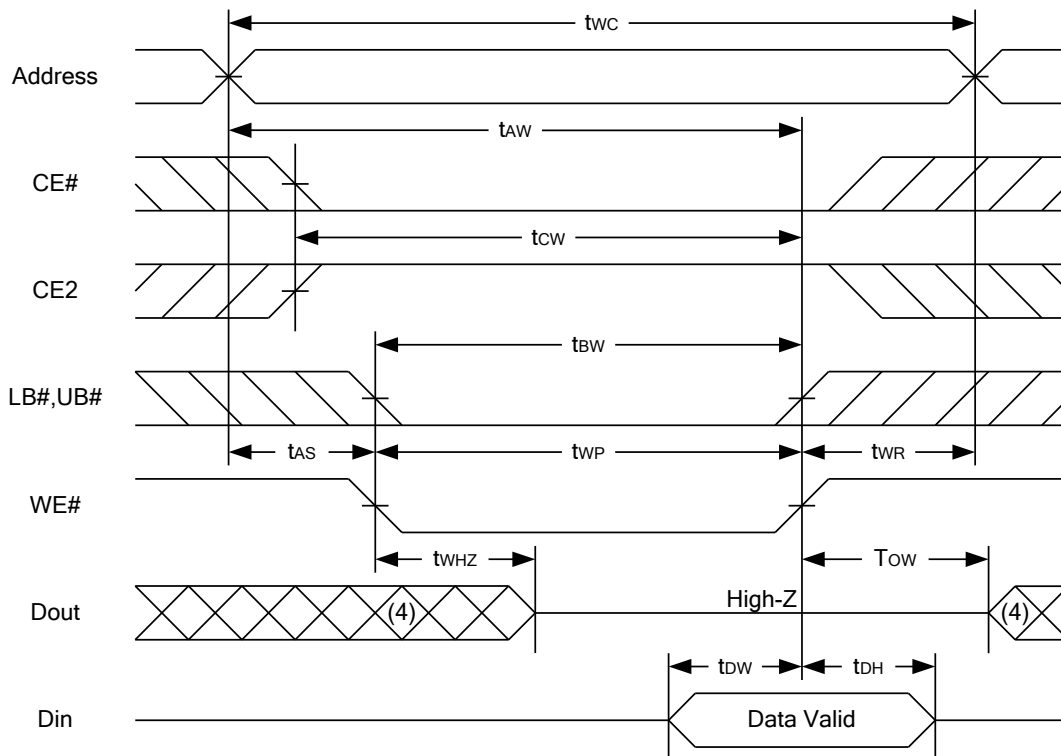 tWC
Address
tAW
CE#
tCW
CE2
tBW
LB#,UB#
tAS tWP tWR
WE#
tWHZ TOW
Dout (4) High-Z (4)
tDW tDH
Din Data Valid